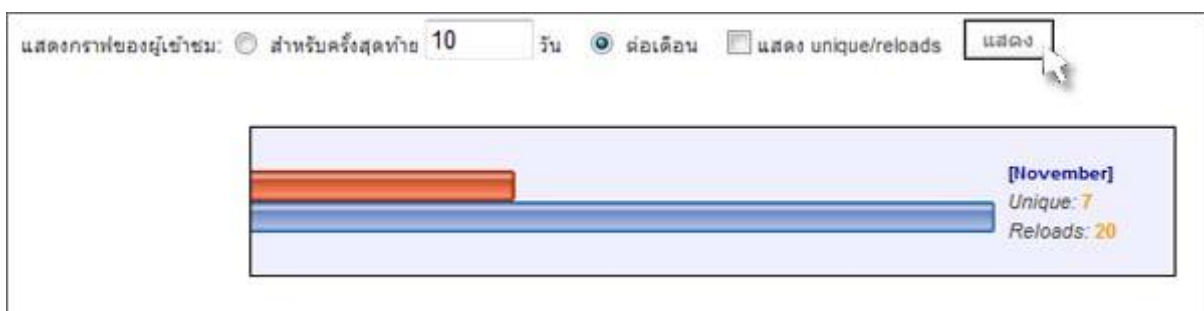 แสดงกราฟของผู้เข้าชม: สำหรับครั้งสุดท้าย 10 วัน ต่อเดือน แสดง unique/reloads แสดง
[November]
Unique: 7
Reloads: 20